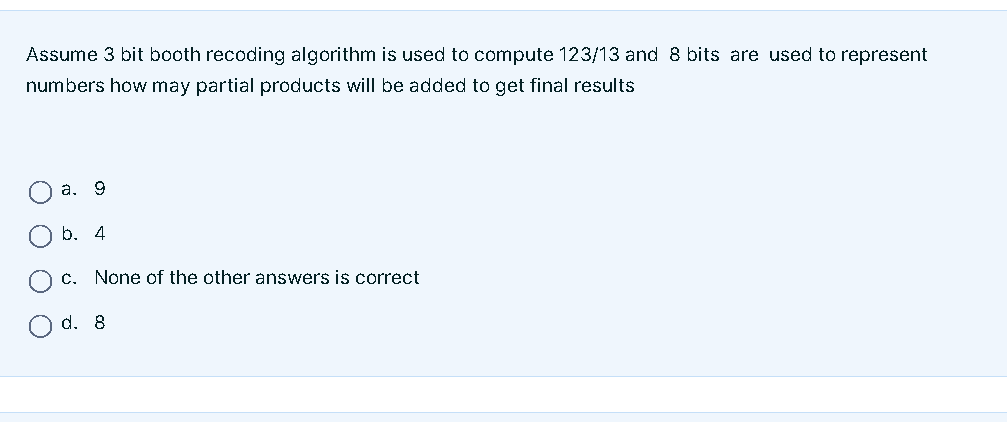 Assume 3 bit booth recoding algorithm is used to compute 123/13 and 8 bits are used to represent
numbers how may partial products will be added to get final results
a. 9
b. 4
c. None of the other answers is correct
d. 8